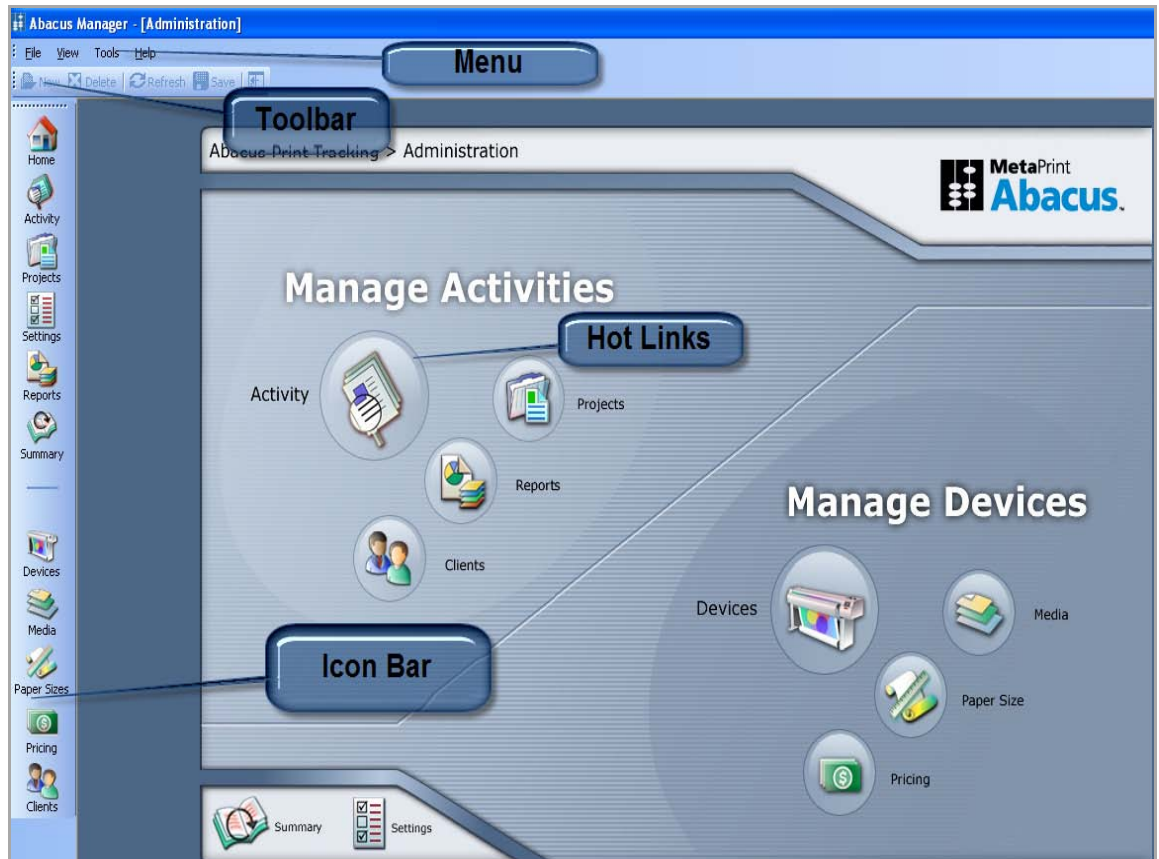 Abacus Manager - [Administration]
File View Tools Help
Menu
New Delete Refresh Save
Toolbar
Abacus Print Tracking > Administration
MetaPrint
Abacus™
Home
Activity
Projects
Settings
Reports
Summary
Devices
Media
Paper Sizes
Pricing
Clients
Manage Activities
Hot Links
Activity
Projects
Reports
Clients
Manage Devices
Devices
Media
Paper Size
Pricing
Icon Bar
Summary
Settings